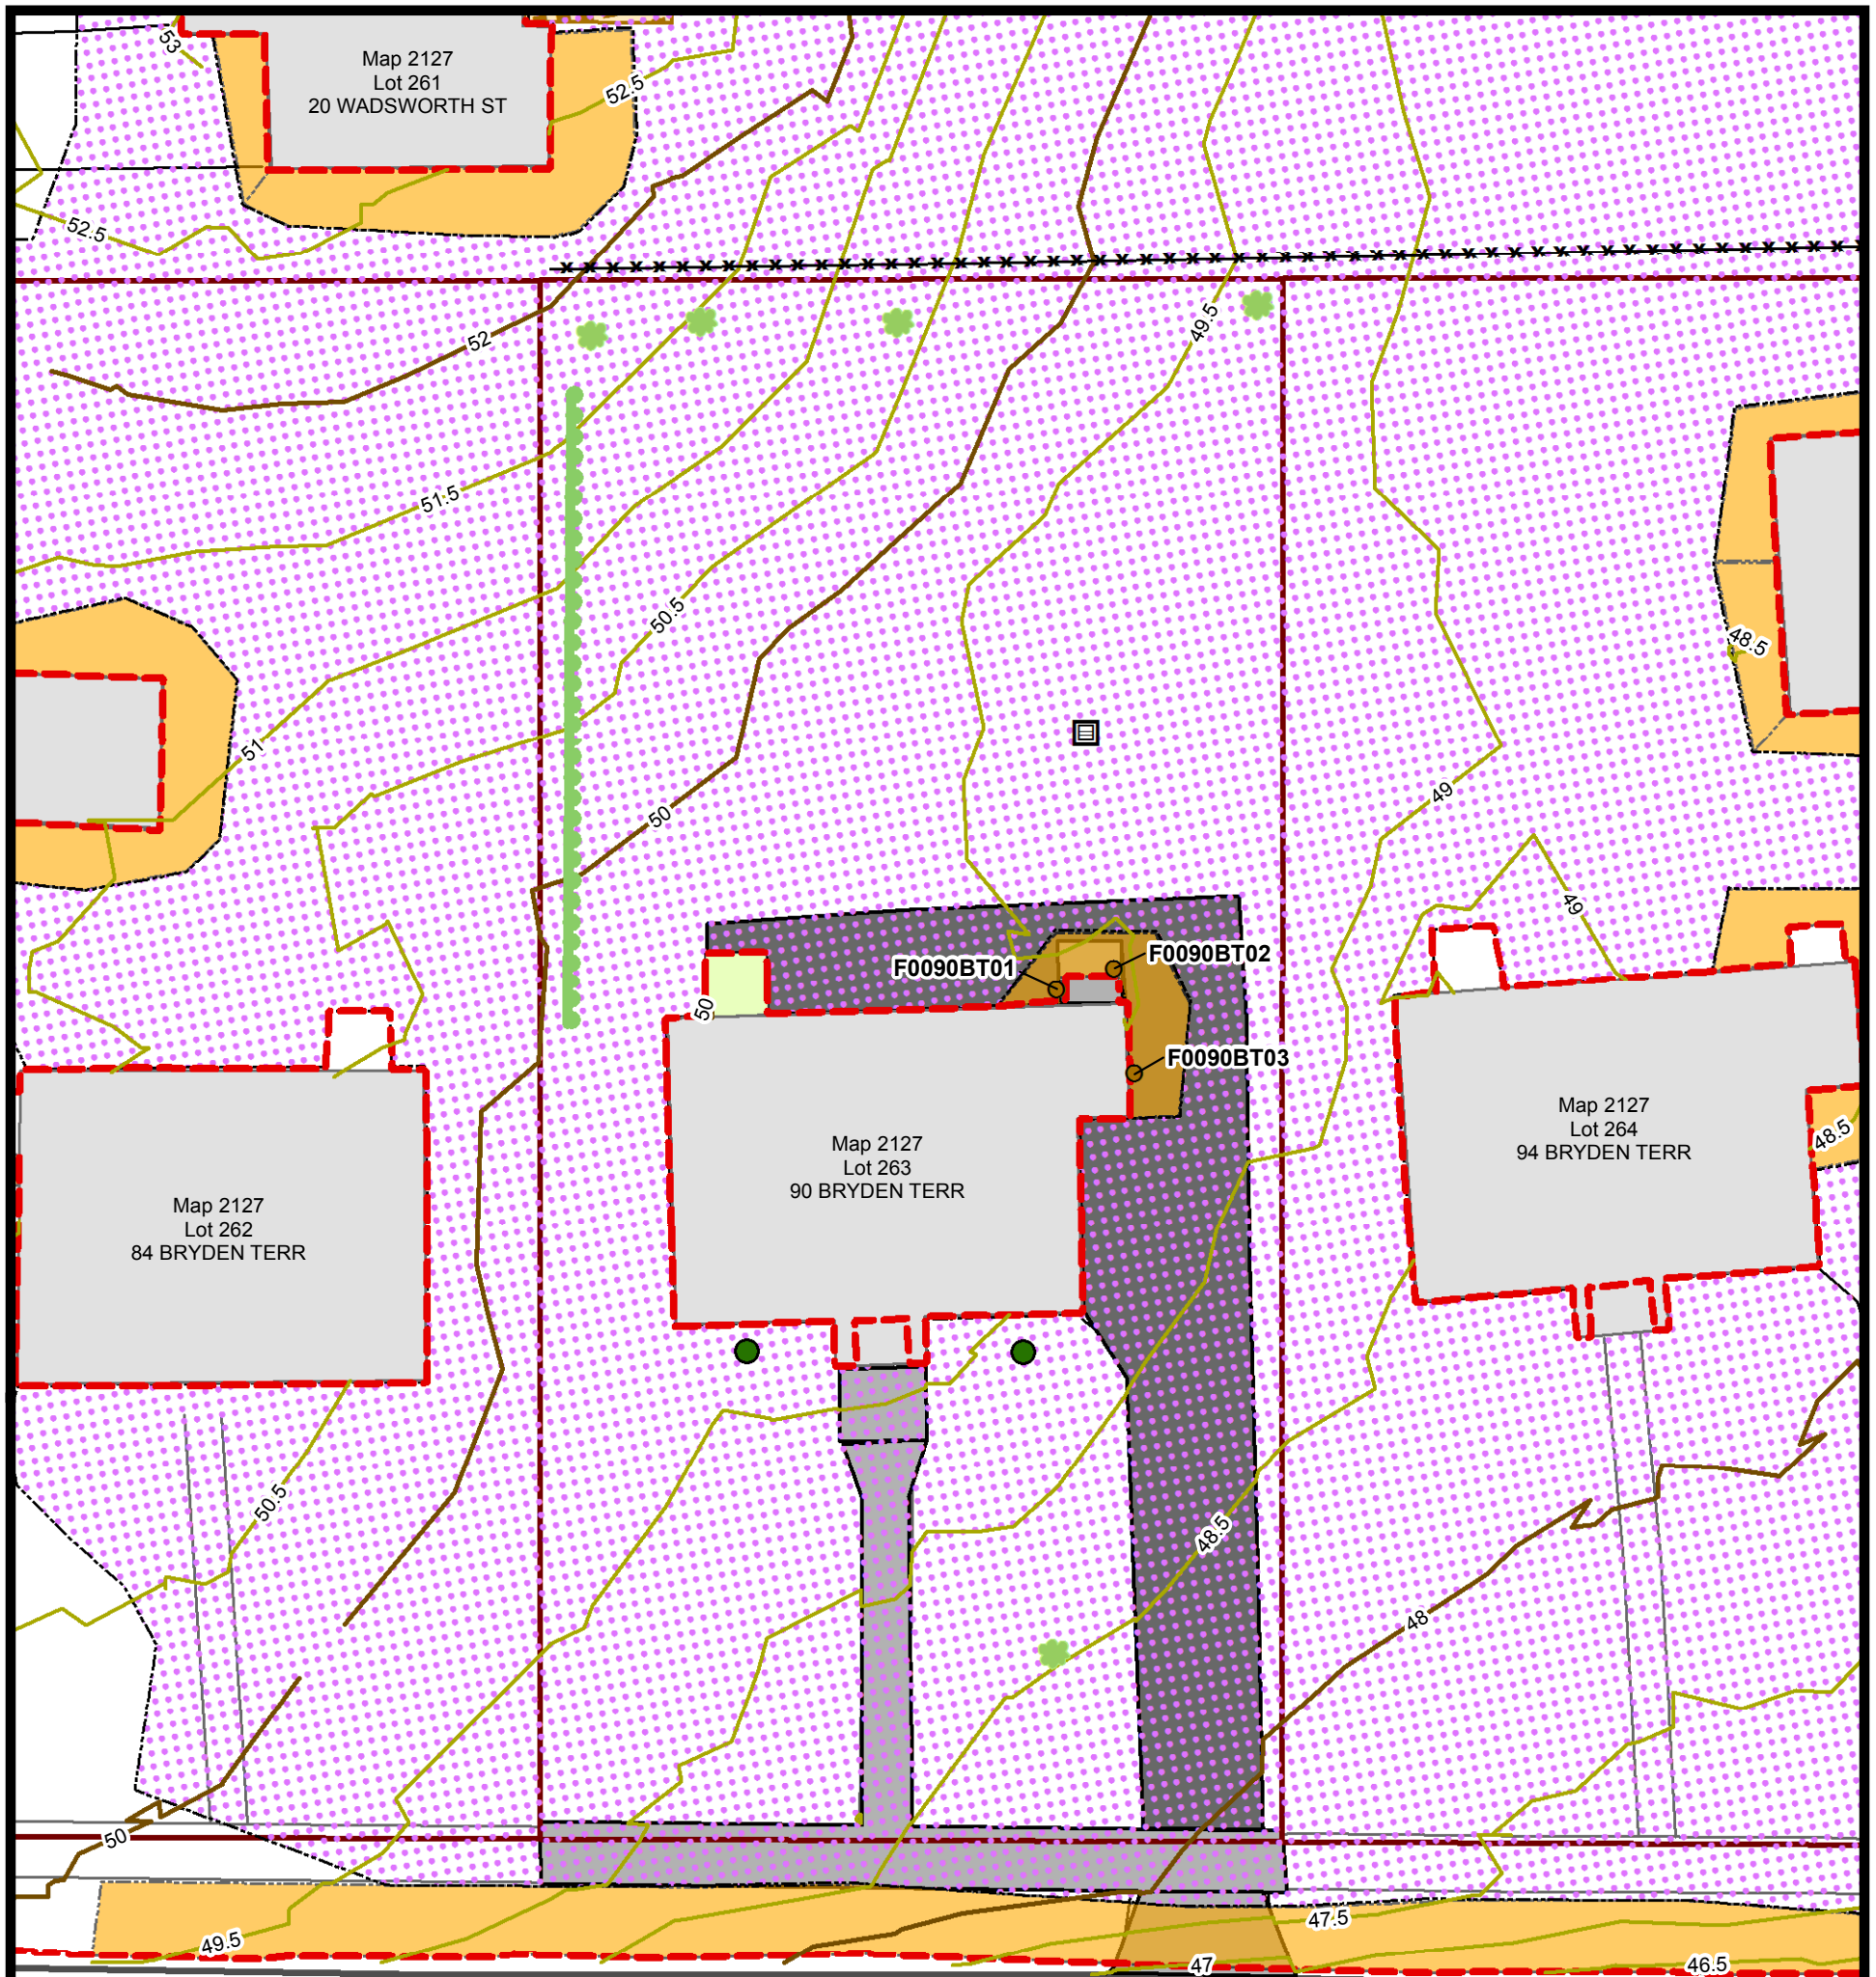 53
Map 2127
Lot 261
20 WADSWORTH ST
52.5
52.5
52
49.5
51.5
50.5
48.5
51
49
50
49
F0090BT01
F0090BT02
50
F0090BT03
Map 2127
Lot 264
94 BRYDEN TERR
48.5
Map 2127
Lot 263
90 BRYDEN TERR
Map 2127
Lot 262
84 BRYDEN TERR
50.5
48.5
48
50
49.5
47.5
47
46.5